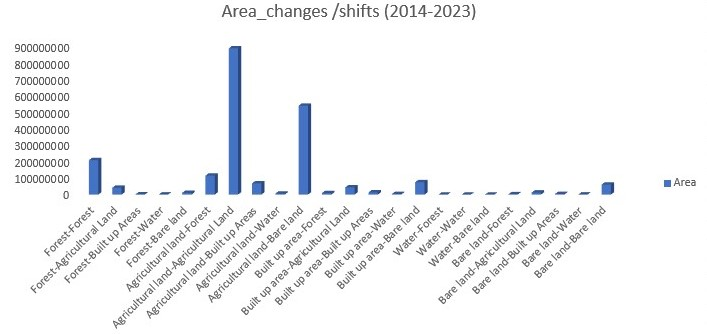 Area_changes /shifts (2014-2023)
900000000
800000000
700000000
600000000
500000000
400000000
300000000
200000000
100000000
0
Forest-Forest
Forest-Agricultural Land
Forest-Built up Areas
Forest-Water
Forest-Bare land
Agricultural land-Forest
Agricultural land-Agricultural Land
Agricultural land-Built up Areas
Agricultural land-Water
Agricultural land-Bare land
Built up area-Forest
Built up area-Agricultural Land
Built up area-Built up Areas
Built up area-Water
Built up area-Bare land
Water-Forest
Water-Water
Water-Bare land
Bare land-Forest
Bare land-Agricultural Land
Bare land-Built up Areas
Bare land-Water
Bare land-Bare land
Area